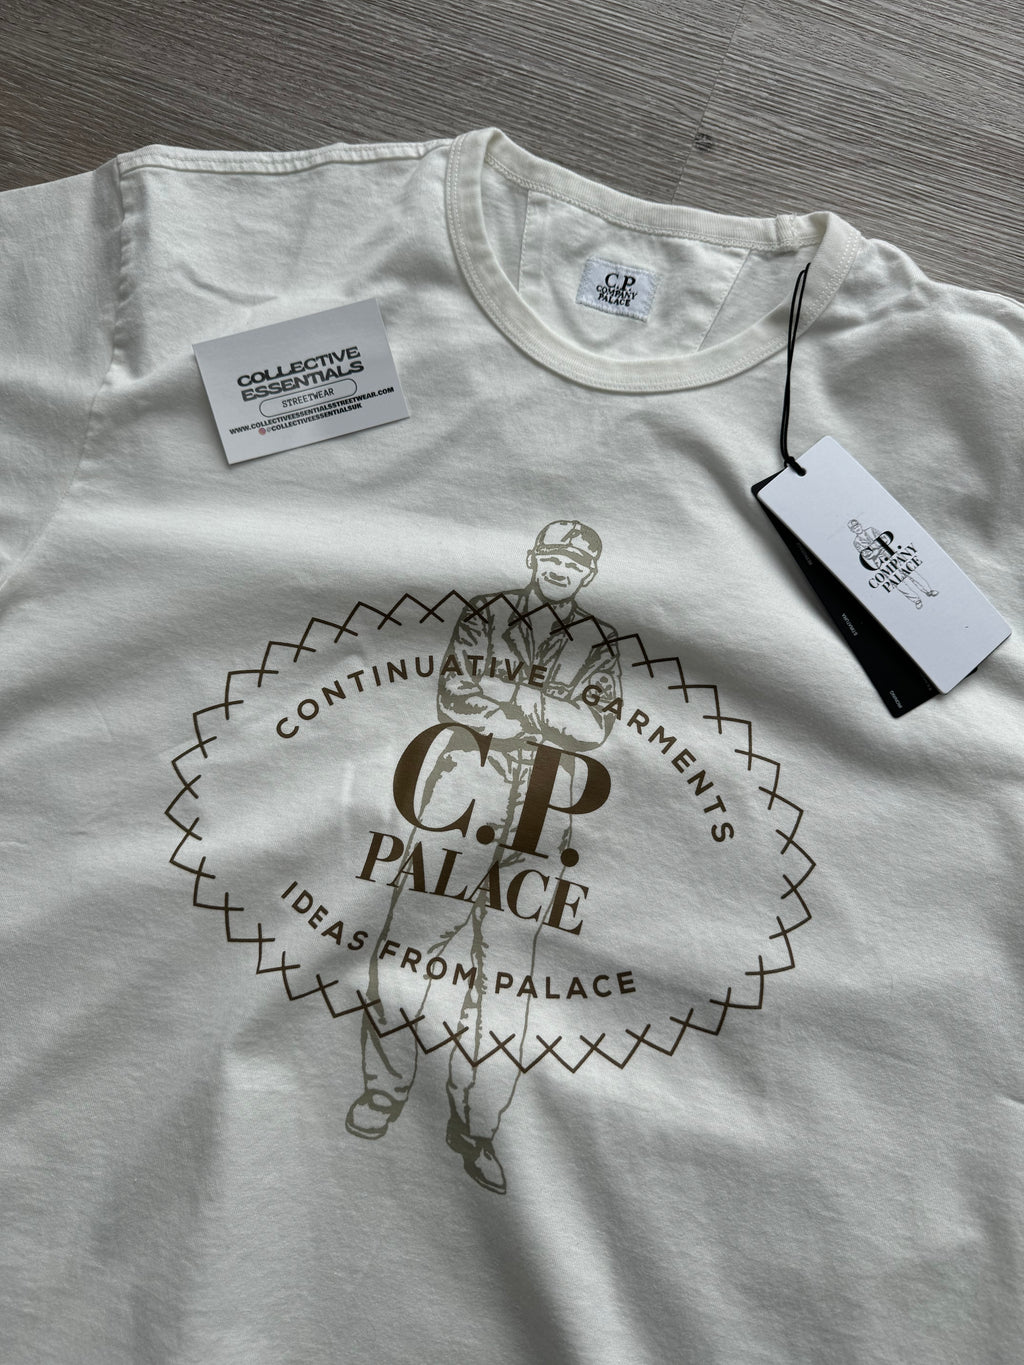 C.P.
COMPANY
PALACE
COLLECTIVE
ESSENTIALS
STREETWEAR
WWW.COLLECTIVEESSENTIALSSTREETWEAR.COM
@COLLECTIVEESSENTIALSUK
C.P.
COMPANY
PALACE
CONTINUATIVE GARMENTS
C.P.
PALACE
IDEAS FROM PALACE